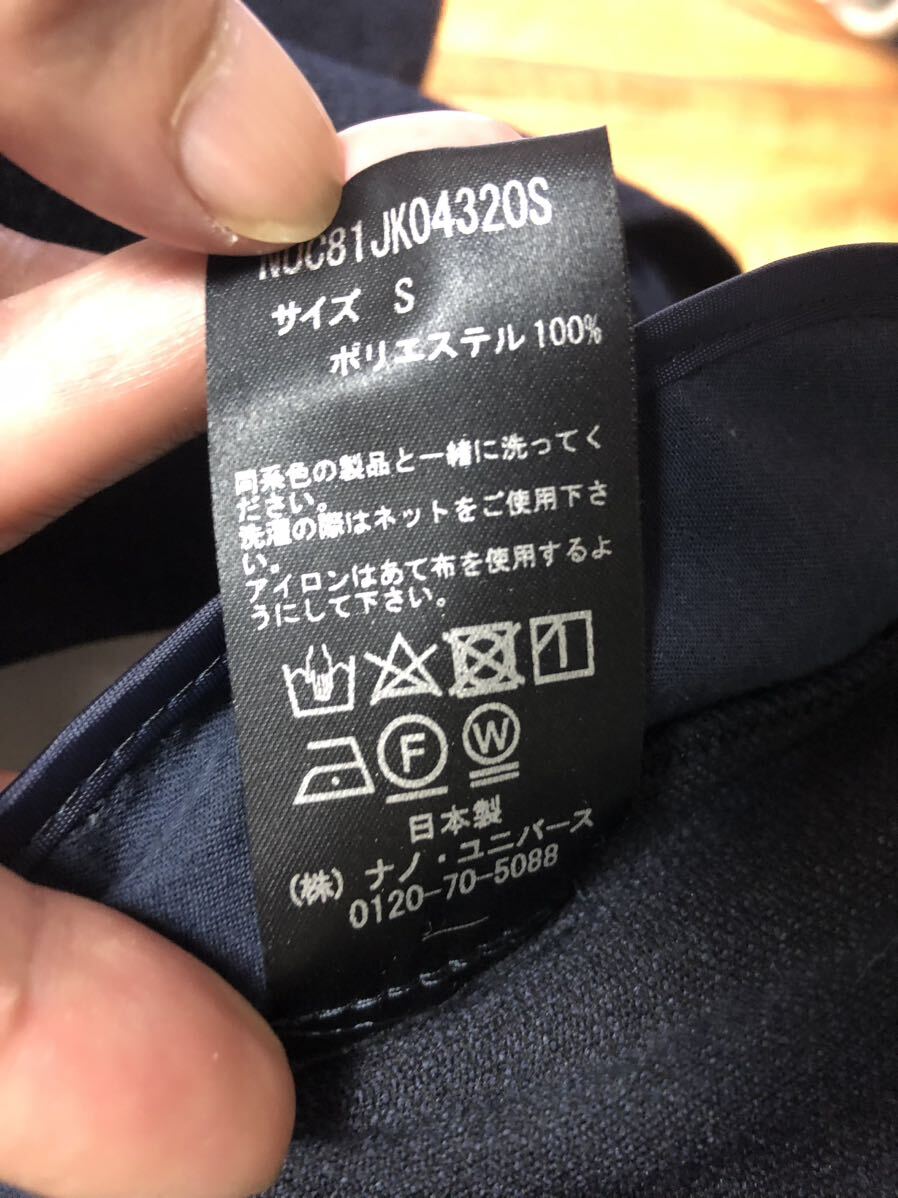 NUC81JK04320S
サイズ S
ポリエステル100%
同系色の製品と一緒に洗ってく
ださい。
洗濯の際はネットをご使用下さ
い。
アイロンはあて布を使用するよ
うにして下さい。
F W
日本製
(株) ナノ・ユニバース
0120-70-5088